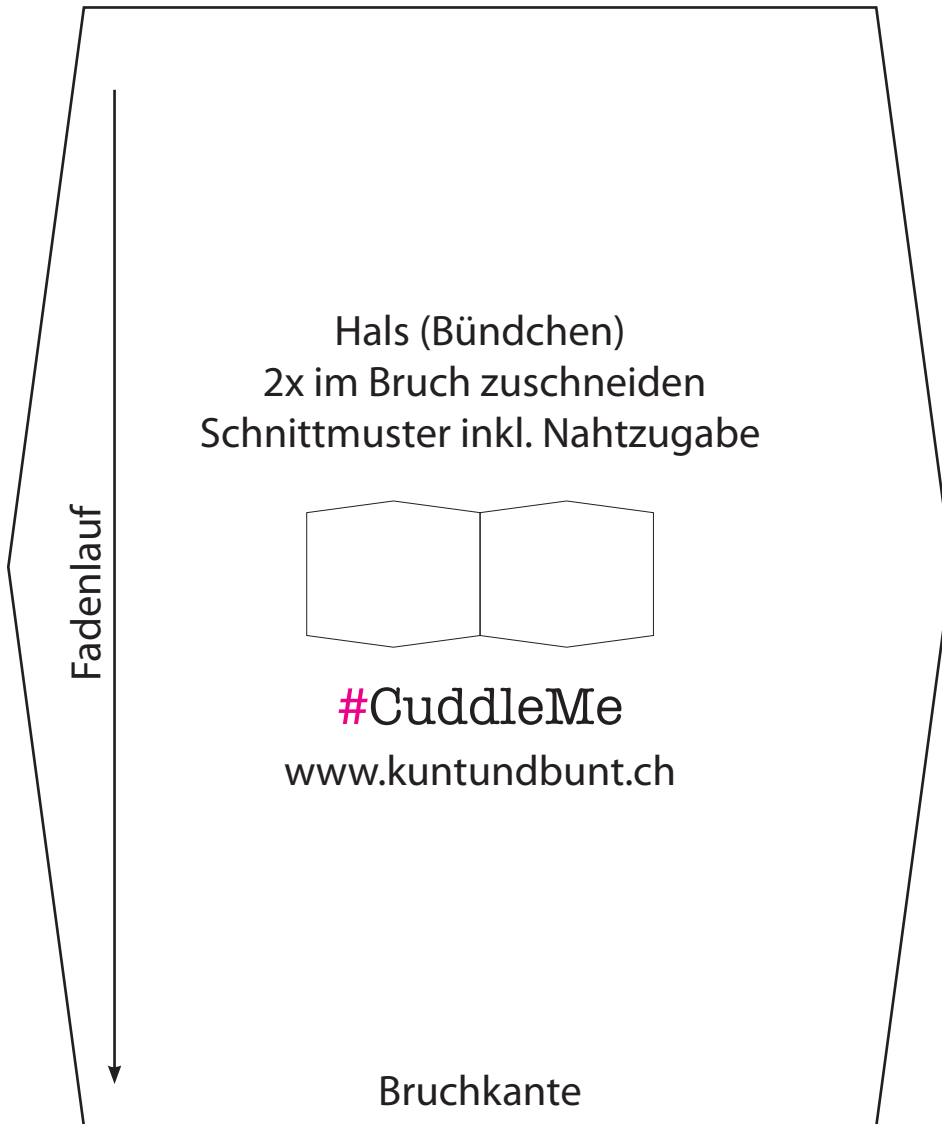 Hals (Bündchen)
2x im Bruch zuschneiden
Schnittmuster inkl. Nahtzugabe
Fadenlauf
#CuddleMe
www.kuntundbunt.ch
Bruchkante